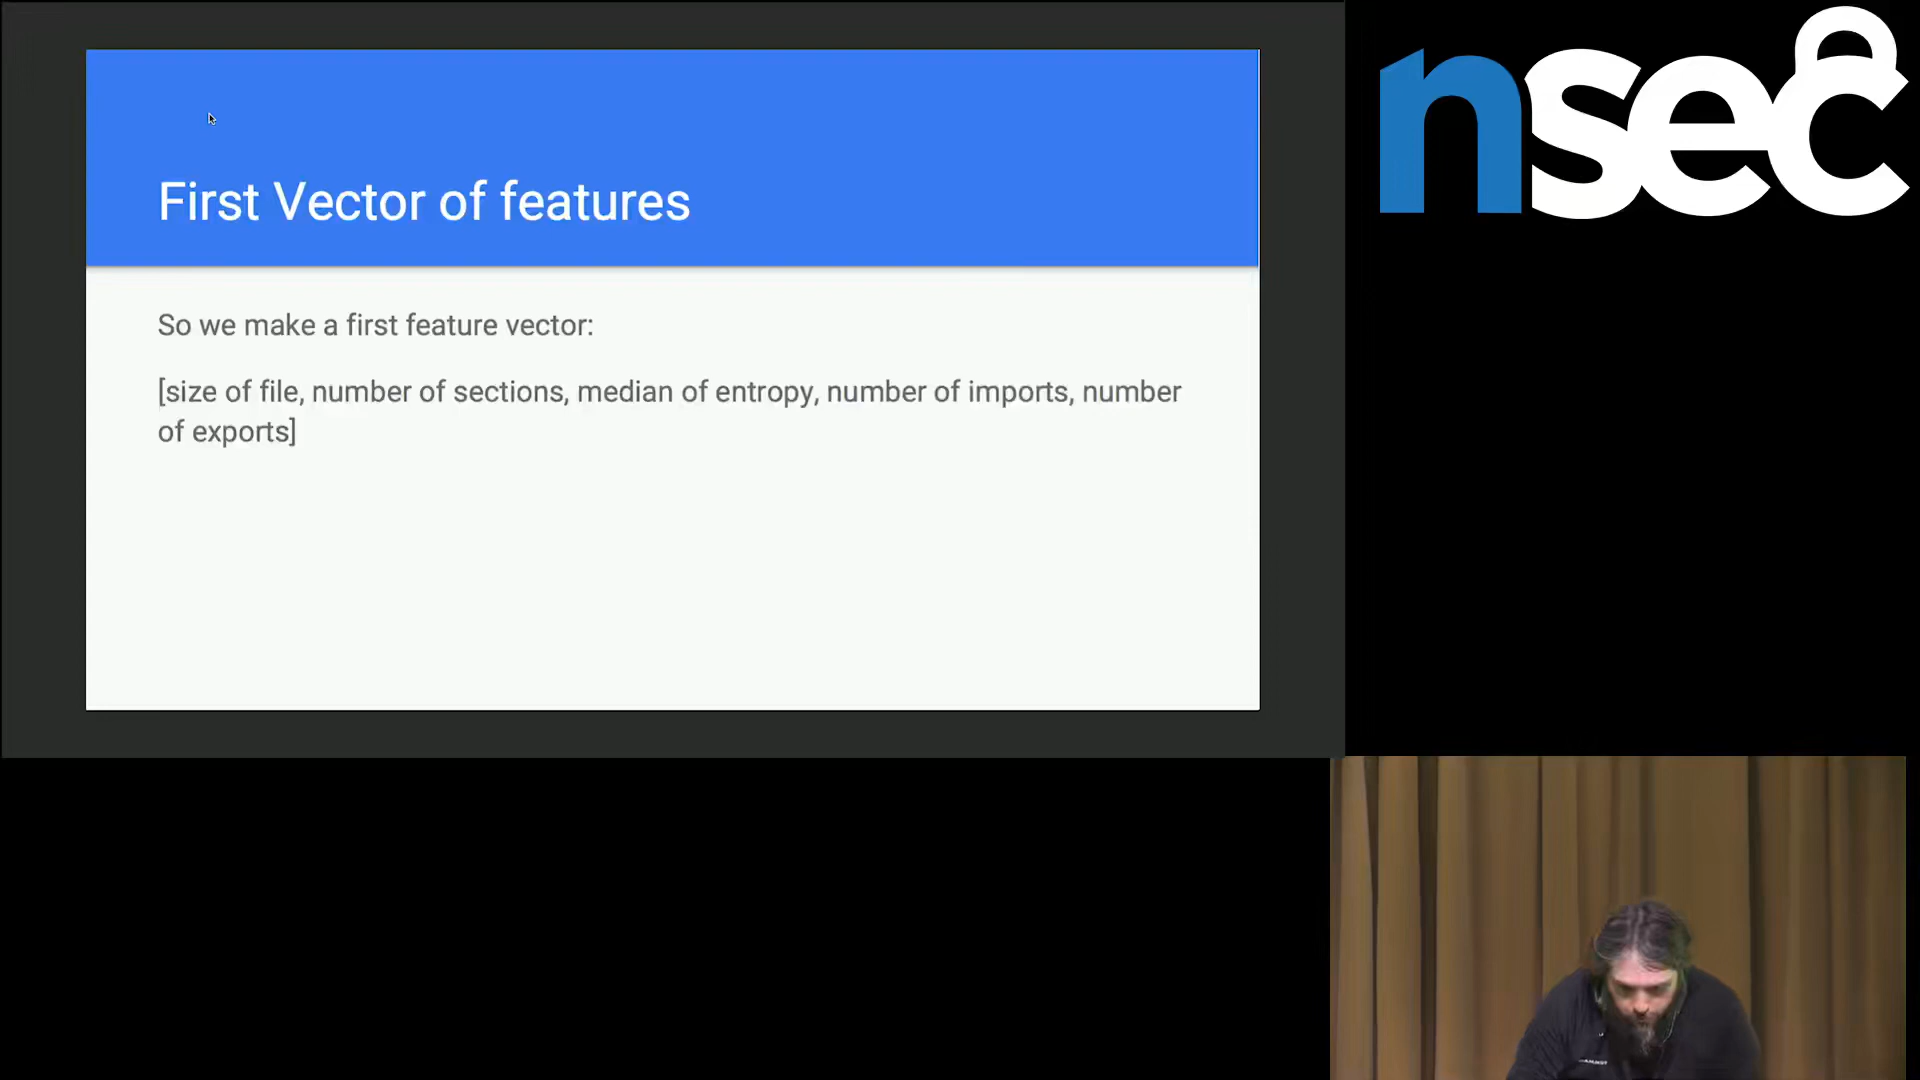 nsec
First Vector of features
So we make a first feature vector:
[size of file, number of sections, median of entropy, number of imports, number
of exports]